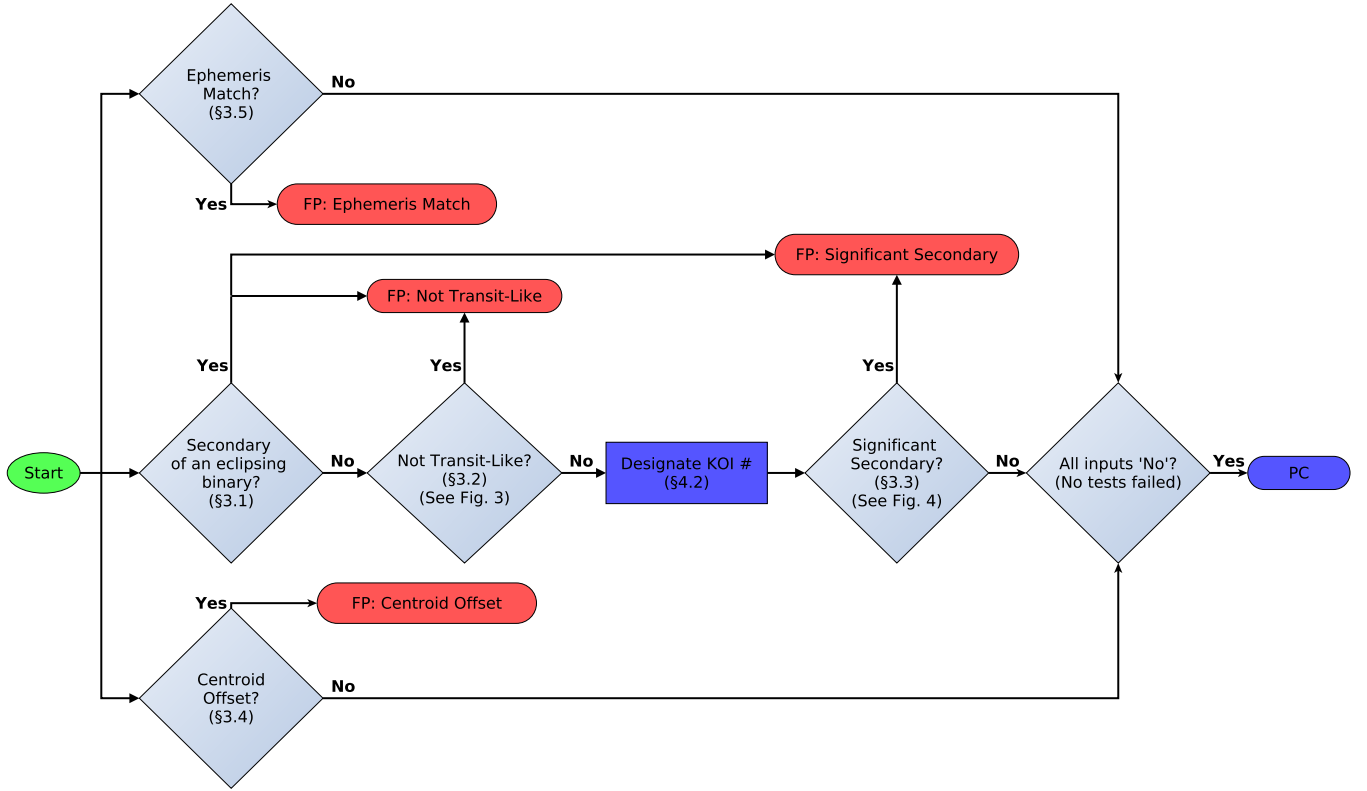 Ephemeris
Match?
(§3.5)
No
Yes
FP: Ephemeris Match
FP: Significant Secondary
FP: Not Transit-Like
Yes
Yes
Yes
Start
Secondary
of an eclipsing
binary?
(§3.1)
No
Not Transit-Like?
(§3.2)
(See Fig. 3)
No
Designate KOI #
(§4.2)
Significant
Secondary?
(§3.3)
(See Fig. 4)
No
All inputs 'No'?
(No tests failed)
Yes
PC
Yes
FP: Centroid Offset
Centroid
Offset?
(§3.4)
No